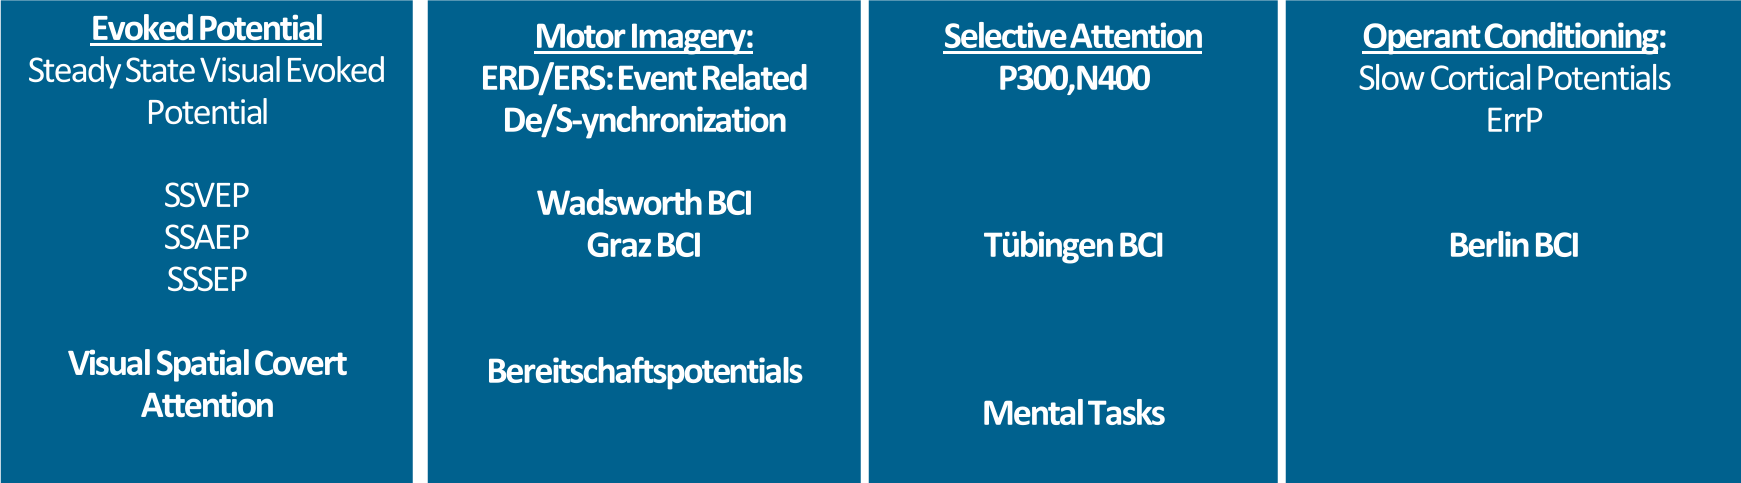 Evoked Potential
Steady State Visual Evoked
Potential
SSVEP
SSAEP
SSSEP
Visual Spatial Covert
Attention
Motor Imagery:
ERD/ERS: Event Related
De/S-ynchronization
Wadsworth BCI
Graz BCI
Bereitschaftspotentials
Selective Attention
P300,N400
Tübingen BCI
Mental Tasks
Operant Conditioning:
Slow Cortical Potentials
ErrP
Berlin BCI